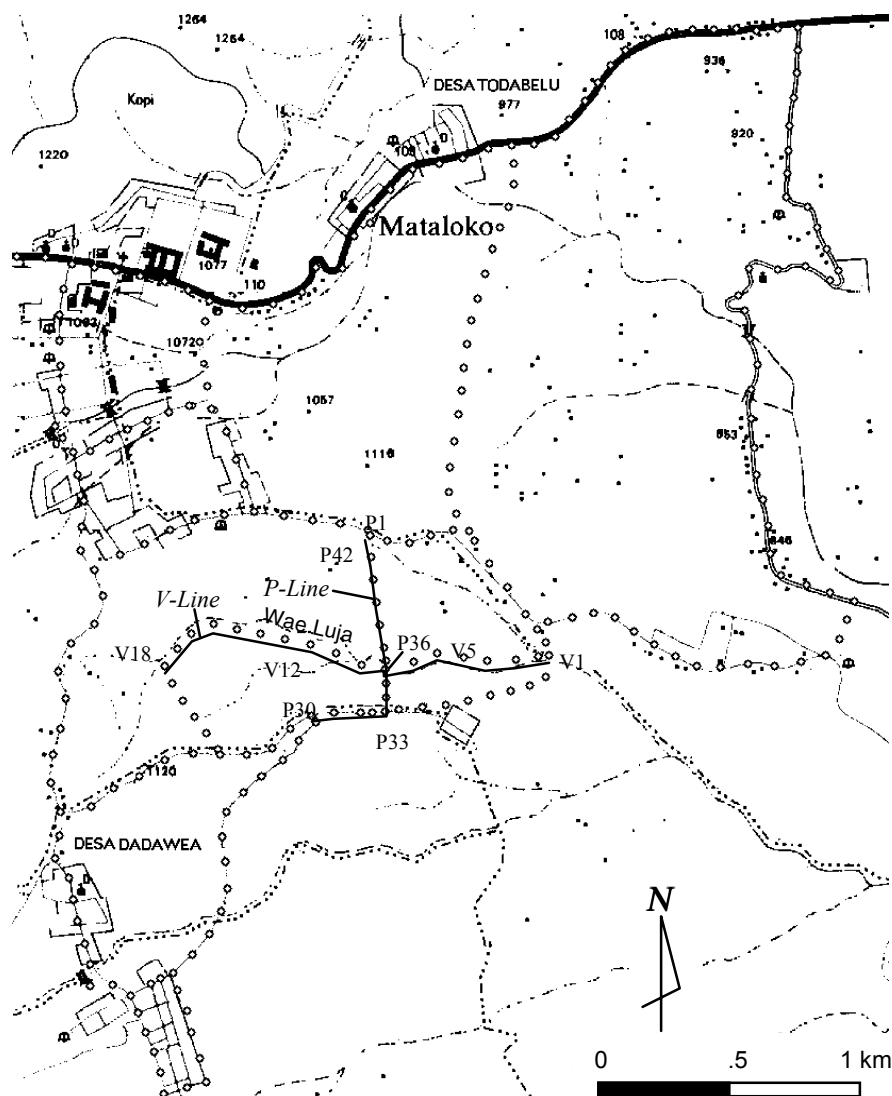 1264
1264
108
936
DESA TODABELU
977
Kopi
920
109
1220
Mataloko
1077
110
1072
1057
853
1116
P1
846
P42
V-Line
P-Line
Wae Luja
P36
V5
V18
V12
V1
P30
P33
DESA DADAWEA
N
0
.5
1 km